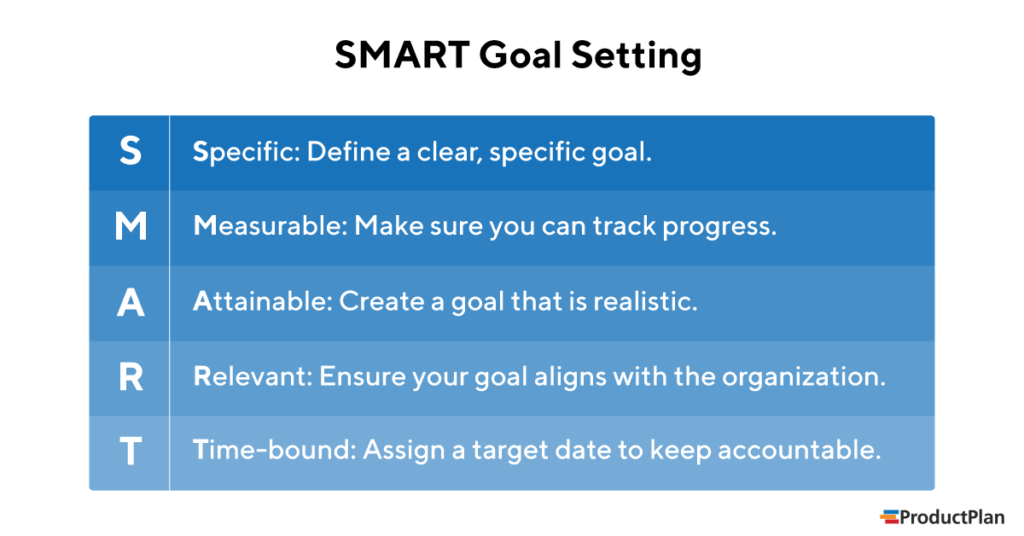 SMART Goal Setting
S
Specific: Define a clear, specific goal.
M
Measurable: Make sure you can track progress.
A
Attainable: Create a goal that is realistic.
R
Relevant: Ensure your goal aligns with the organization.
T
Time-bound: Assign a target date to keep accountable.
ProductPlan